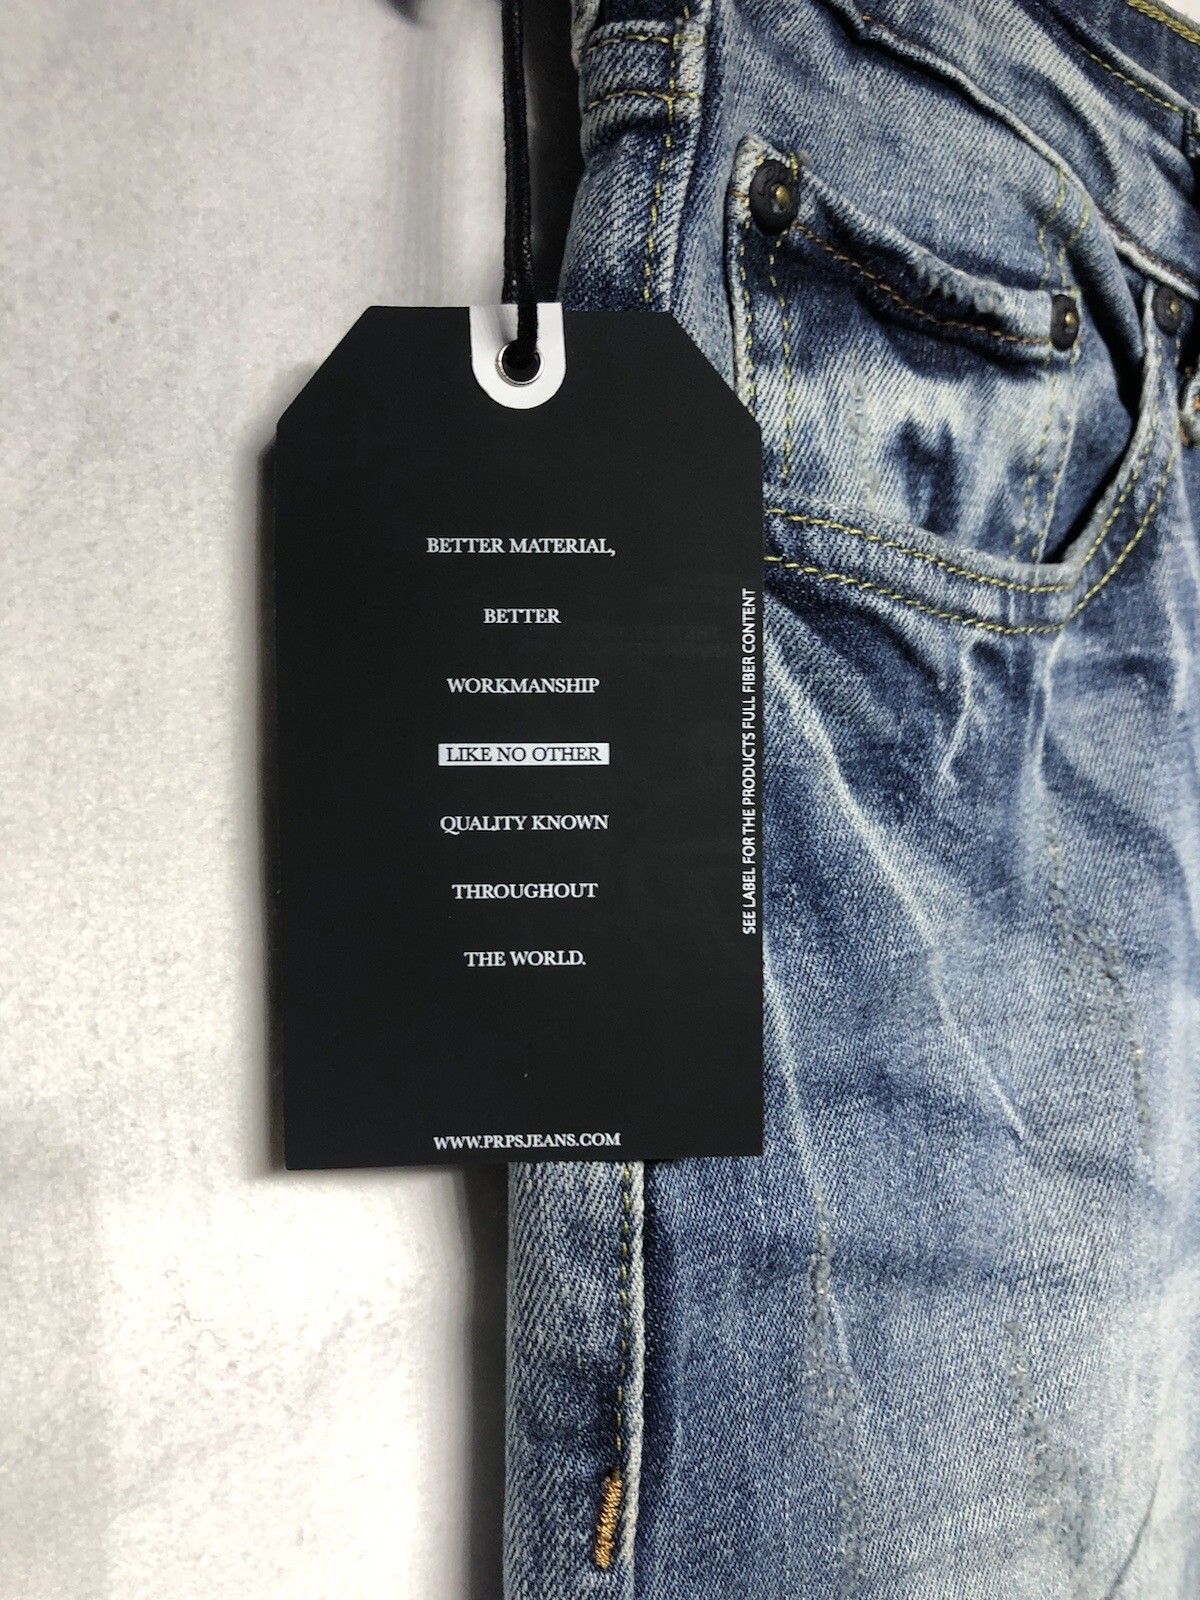 BETTER MATERIAL,
BETTER
WORKMANSHIP
LIKE NO OTHER
QUALITY KNOWN
THROUGHOUT
THE WORLD.
WWW.PRPSJEANS.COM
SEE LABEL FOR THE PRODUCTS FULL FIBER CONTENT